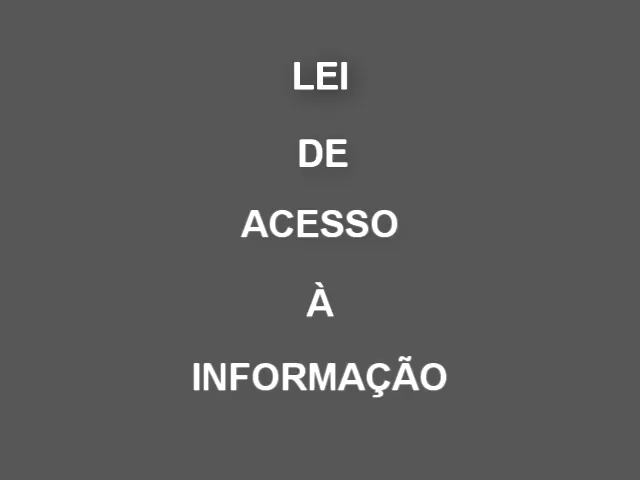 LEI
DE
ACESSO
À
INFORMAÇÃO